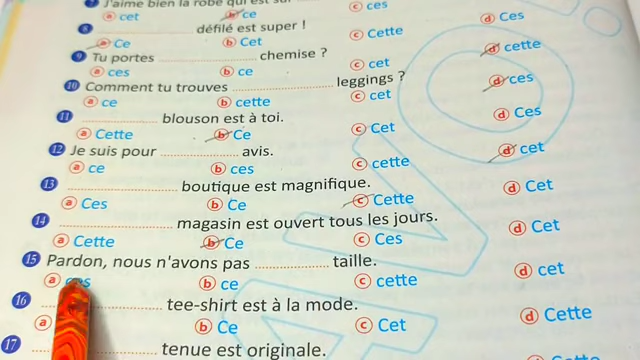 7 J'aime bien la robe qui est
a cet b ce c ces d Ces
8 .................... défilé est super !
a Ce b Cet c Cette d cette
9 Tu portes .................... chemise ?
a ces b ce c cet d ces
10 Comment tu trouves .................... leggings ?
a ce b cette c cet d Ces
11 .................... blouson est à toi.
a Cette b Ce c Cet d cet
12 Je suis pour .................... avis.
a ce b ces c cette d Cet
13 .................... boutique est magnifique.
a Ces b Ce c Cette d Cet
14 .................... magasin est ouvert tous les jours.
a Cette b Ce c Ces d cet
15 Pardon, nous n'avons pas .................... taille.
a ces b ce c cette d Cette
16 .................... tee-shirt est à la mode.
a b Ce c Cet
17 .................... tenue est originale.